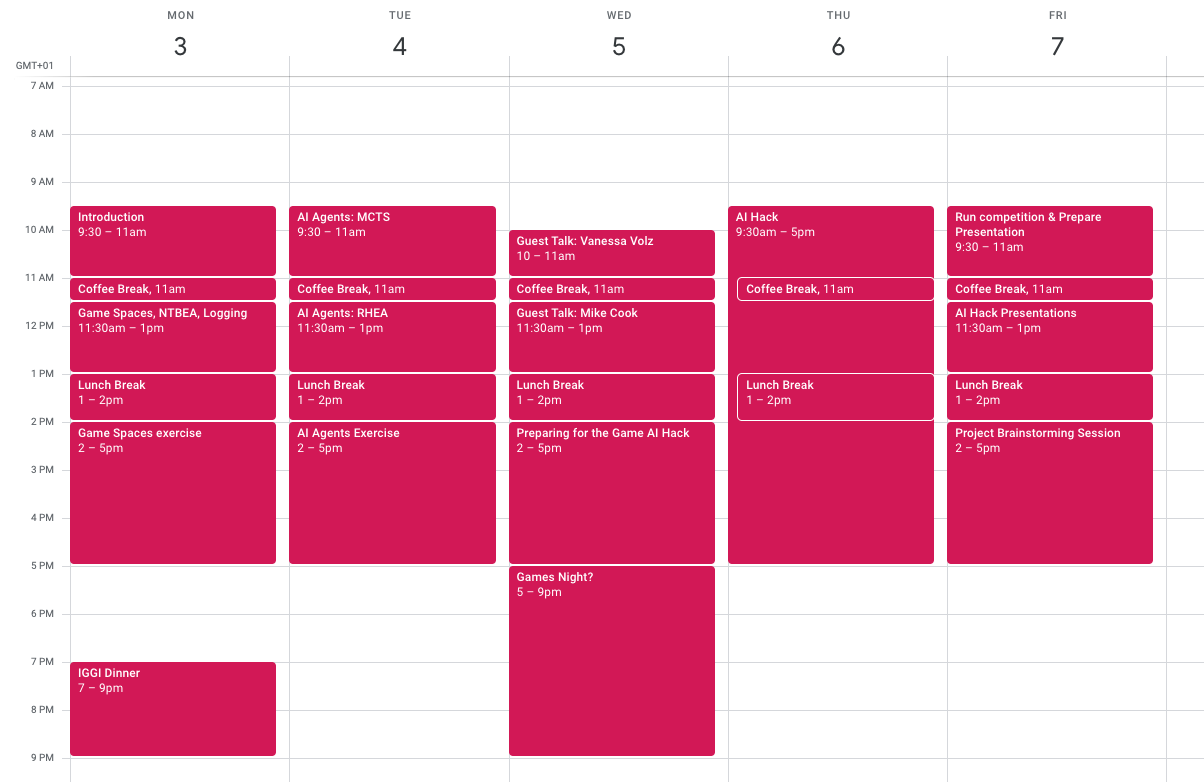 MON
TUE
WED
THU
FRI
3
4
5
6
7
GMT+01
7 AM
8 AM
9 AM
10 AM
11 AM
12 PM
1 PM
2 PM
3 PM
4 PM
5 PM
6 PM
7 PM
8 PM
9 PM
Introduction
9:30 – 11am
Coffee Break, 11am
Game Spaces, NTBEA, Logging
11:30am – 1pm
Lunch Break
1 – 2pm
Game Spaces exercise
2 – 5pm
IGGI Dinner
7 – 9pm
AI Agents: MCTS
9:30 – 11am
Coffee Break, 11am
AI Agents: RHEA
11:30am – 1pm
Lunch Break
1 – 2pm
AI Agents Exercise
2 – 5pm
Guest Talk: Vanessa Volz
10 – 11am
Coffee Break, 11am
Guest Talk: Mike Cook
11:30am – 1pm
Lunch Break
1 – 2pm
Preparing for the Game AI Hack
2 – 5pm
Games Night?
5 – 9pm
AI Hack
9:30am – 5pm
Coffee Break, 11am
Lunch Break
1 – 2pm
Run competition & Prepare
Presentation
9:30 – 11am
Coffee Break, 11am
AI Hack Presentations
11:30am – 1pm
Lunch Break
1 – 2pm
Project Brainstorming Session
2 – 5pm